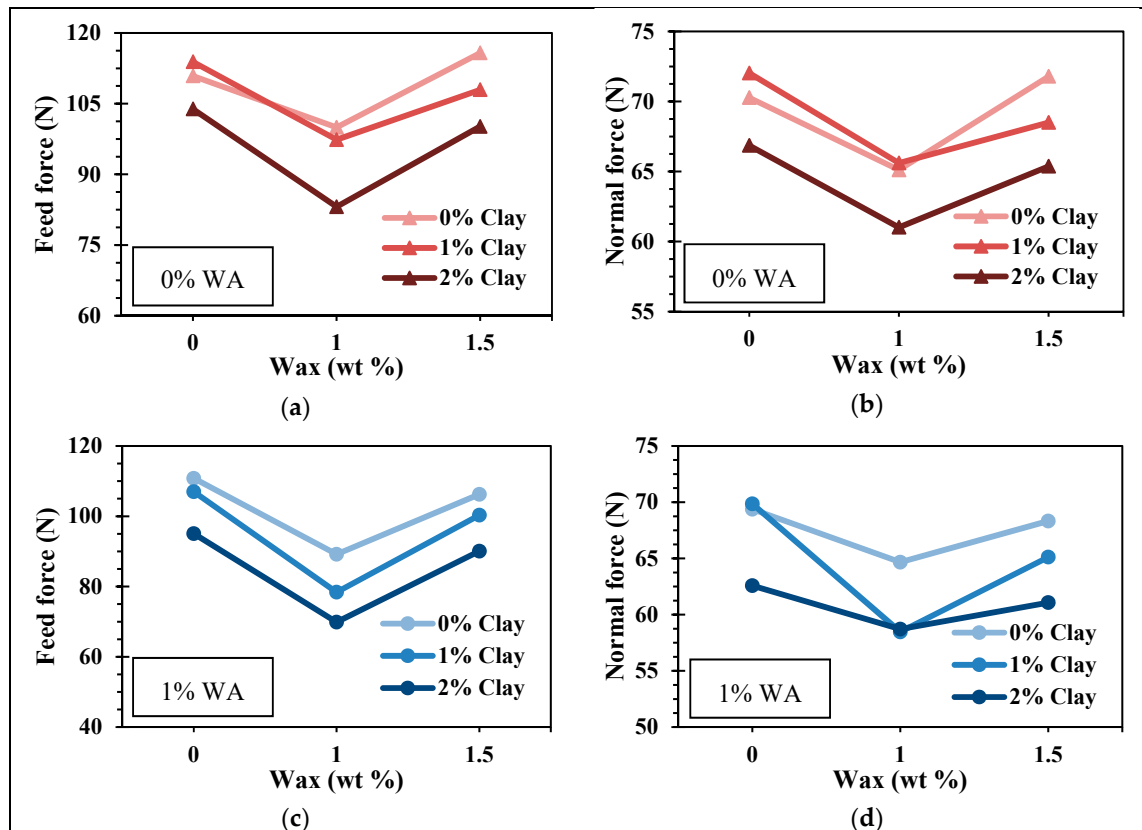 120
105
90
75
60
Feed force (N)
0% Clay
1% Clay
2% Clay
0% WA
0 1 1.5
Wax (wt %)
(a)
75
70
65
60
55
Normal force (N)
0% Clay
1% Clay
2% Clay
0% WA
0 1 1.5
Wax (wt %)
(b)
120
100
80
60
40
Feed force (N)
0% Clay
1% Clay
2% Clay
1% WA
0 1 1.5
Wax (wt %)
(c)
75
70
65
60
55
50
Normal force (N)
0% Clay
1% Clay
2% Clay
1% WA
0 1 1.5
Wax (wt %)
(d)